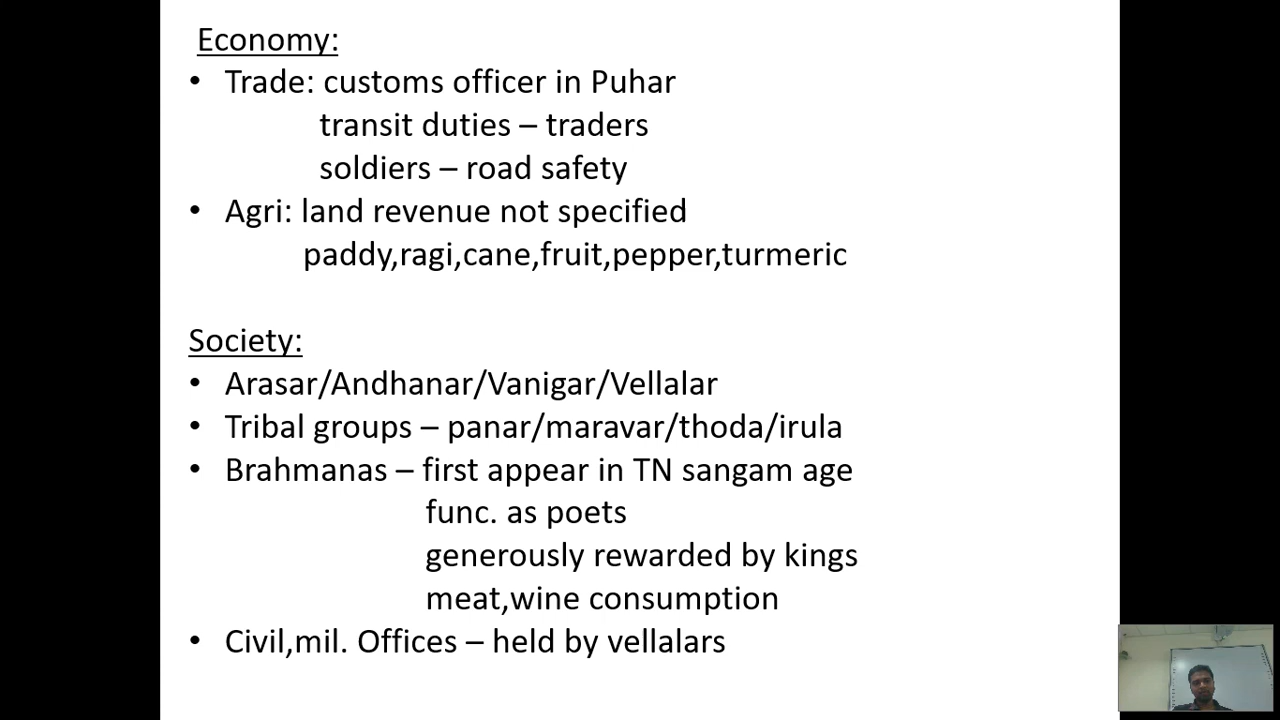 Economy:
• Trade: customs officer in Puhar
transit duties – traders
soldiers – road safety
• Agri: land revenue not specified
paddy,ragi,cane,fruit,pepper,turmeric
Society:
• Arasar/Andhanar/Vanigar/Vellalar
• Tribal groups – panar/maravar/thoda/irula
• Brahmanas – first appear in TN sangam age
func. as poets
generously rewarded by kings
meat,wine consumption
• Civil,mil. Offices – held by vellalars